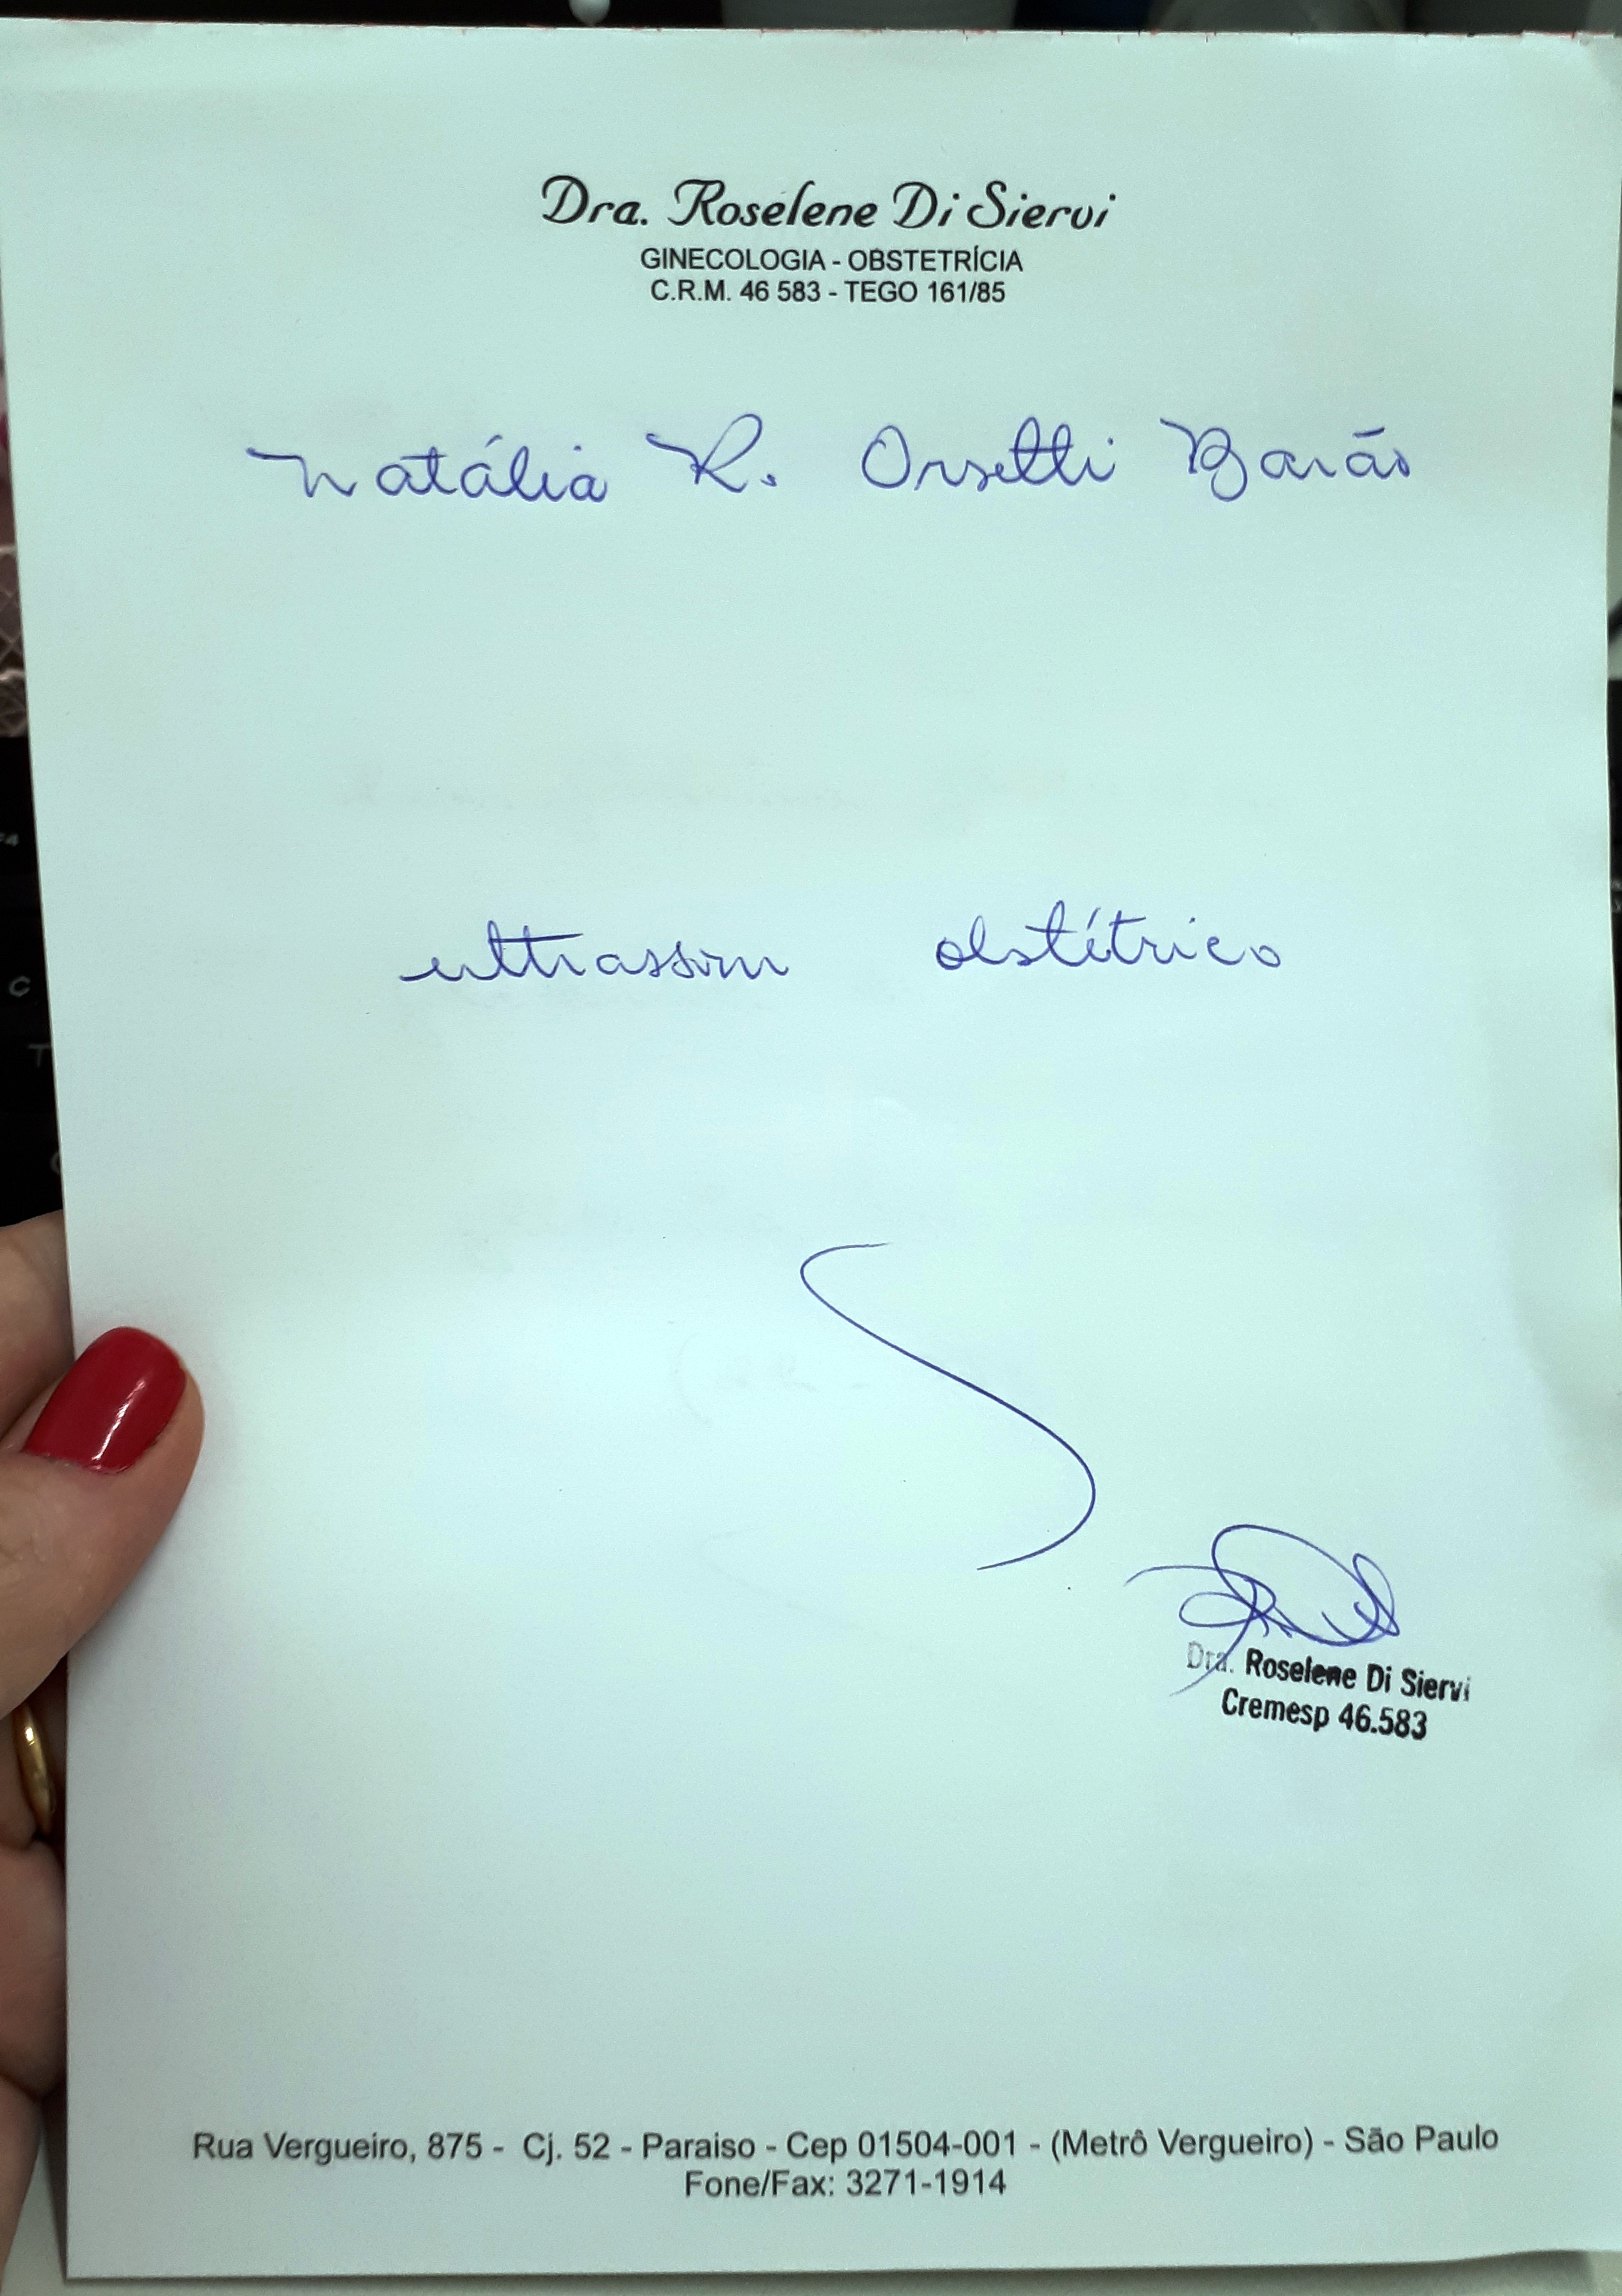 Dra. Roselene Di Siervi
GINECOLOGIA - OBSTETRÍCIA
C.R.M. 46 583 - TEGO 161/85
Natália R. Orsetti
ultrassom obstétrico
Dra. Roselene Di Siervi
Cremesp 46.583
Rua Vergueiro, 875 - Cj. 52 - Paraiso - Cep 01504-001 - (Metrô Vergueiro) - São Paulo
Fone/Fax: 3271-1914